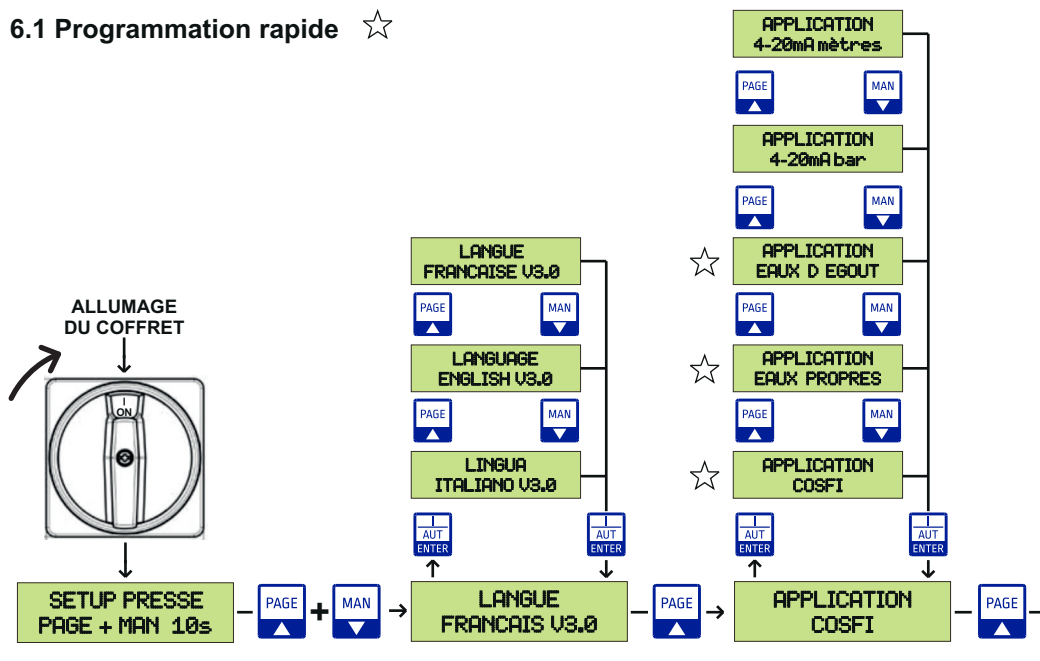 6.1 Programmation rapide
APPLICATION
4-20mA mètres
PAGE
MAN
APPLICATION
4-20mA bar
PAGE
MAN
LANGUE
FRANCAISE V3.0
APPLICATION
EAUX D EGOUT
PAGE
MAN
PAGE
MAN
ALLUMAGE
DU COFFRET
LANGUAGE
ENGLISH V3.0
APPLICATION
EAUX PROPRES
I
ON
PAGE
MAN
PAGE
MAN
LINGUA
ITALIANO V3.0
APPLICATION
COSFI
I
AUT
ENTER
I
AUT
ENTER
I
AUT
ENTER
I
AUT
ENTER
SETUP PRESSE
PAGE + MAN 10s
PAGE
+
MAN
LANGUE
FRANCAIS V3.0
PAGE
APPLICATION
COSFI
PAGE